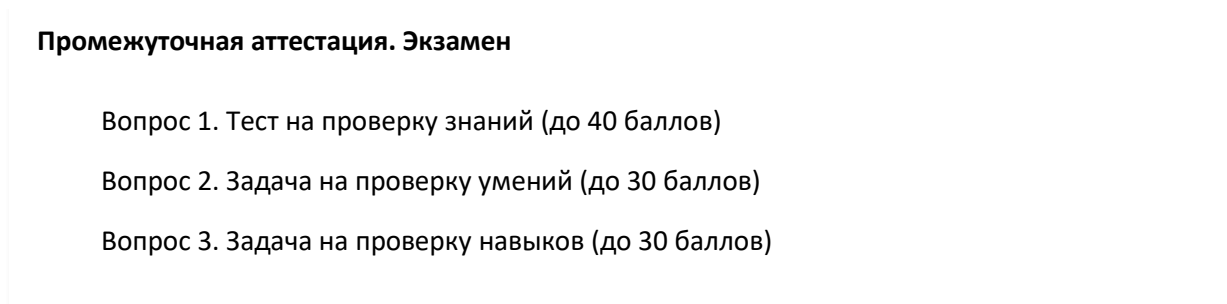 Промежуточная аттестация. Экзамен
Вопрос 1. Тест на проверку знаний (до 40 баллов)
Вопрос 2. Задача на проверку умений (до 30 баллов)
Вопрос 3. Задача на проверку навыков (до 30 баллов)